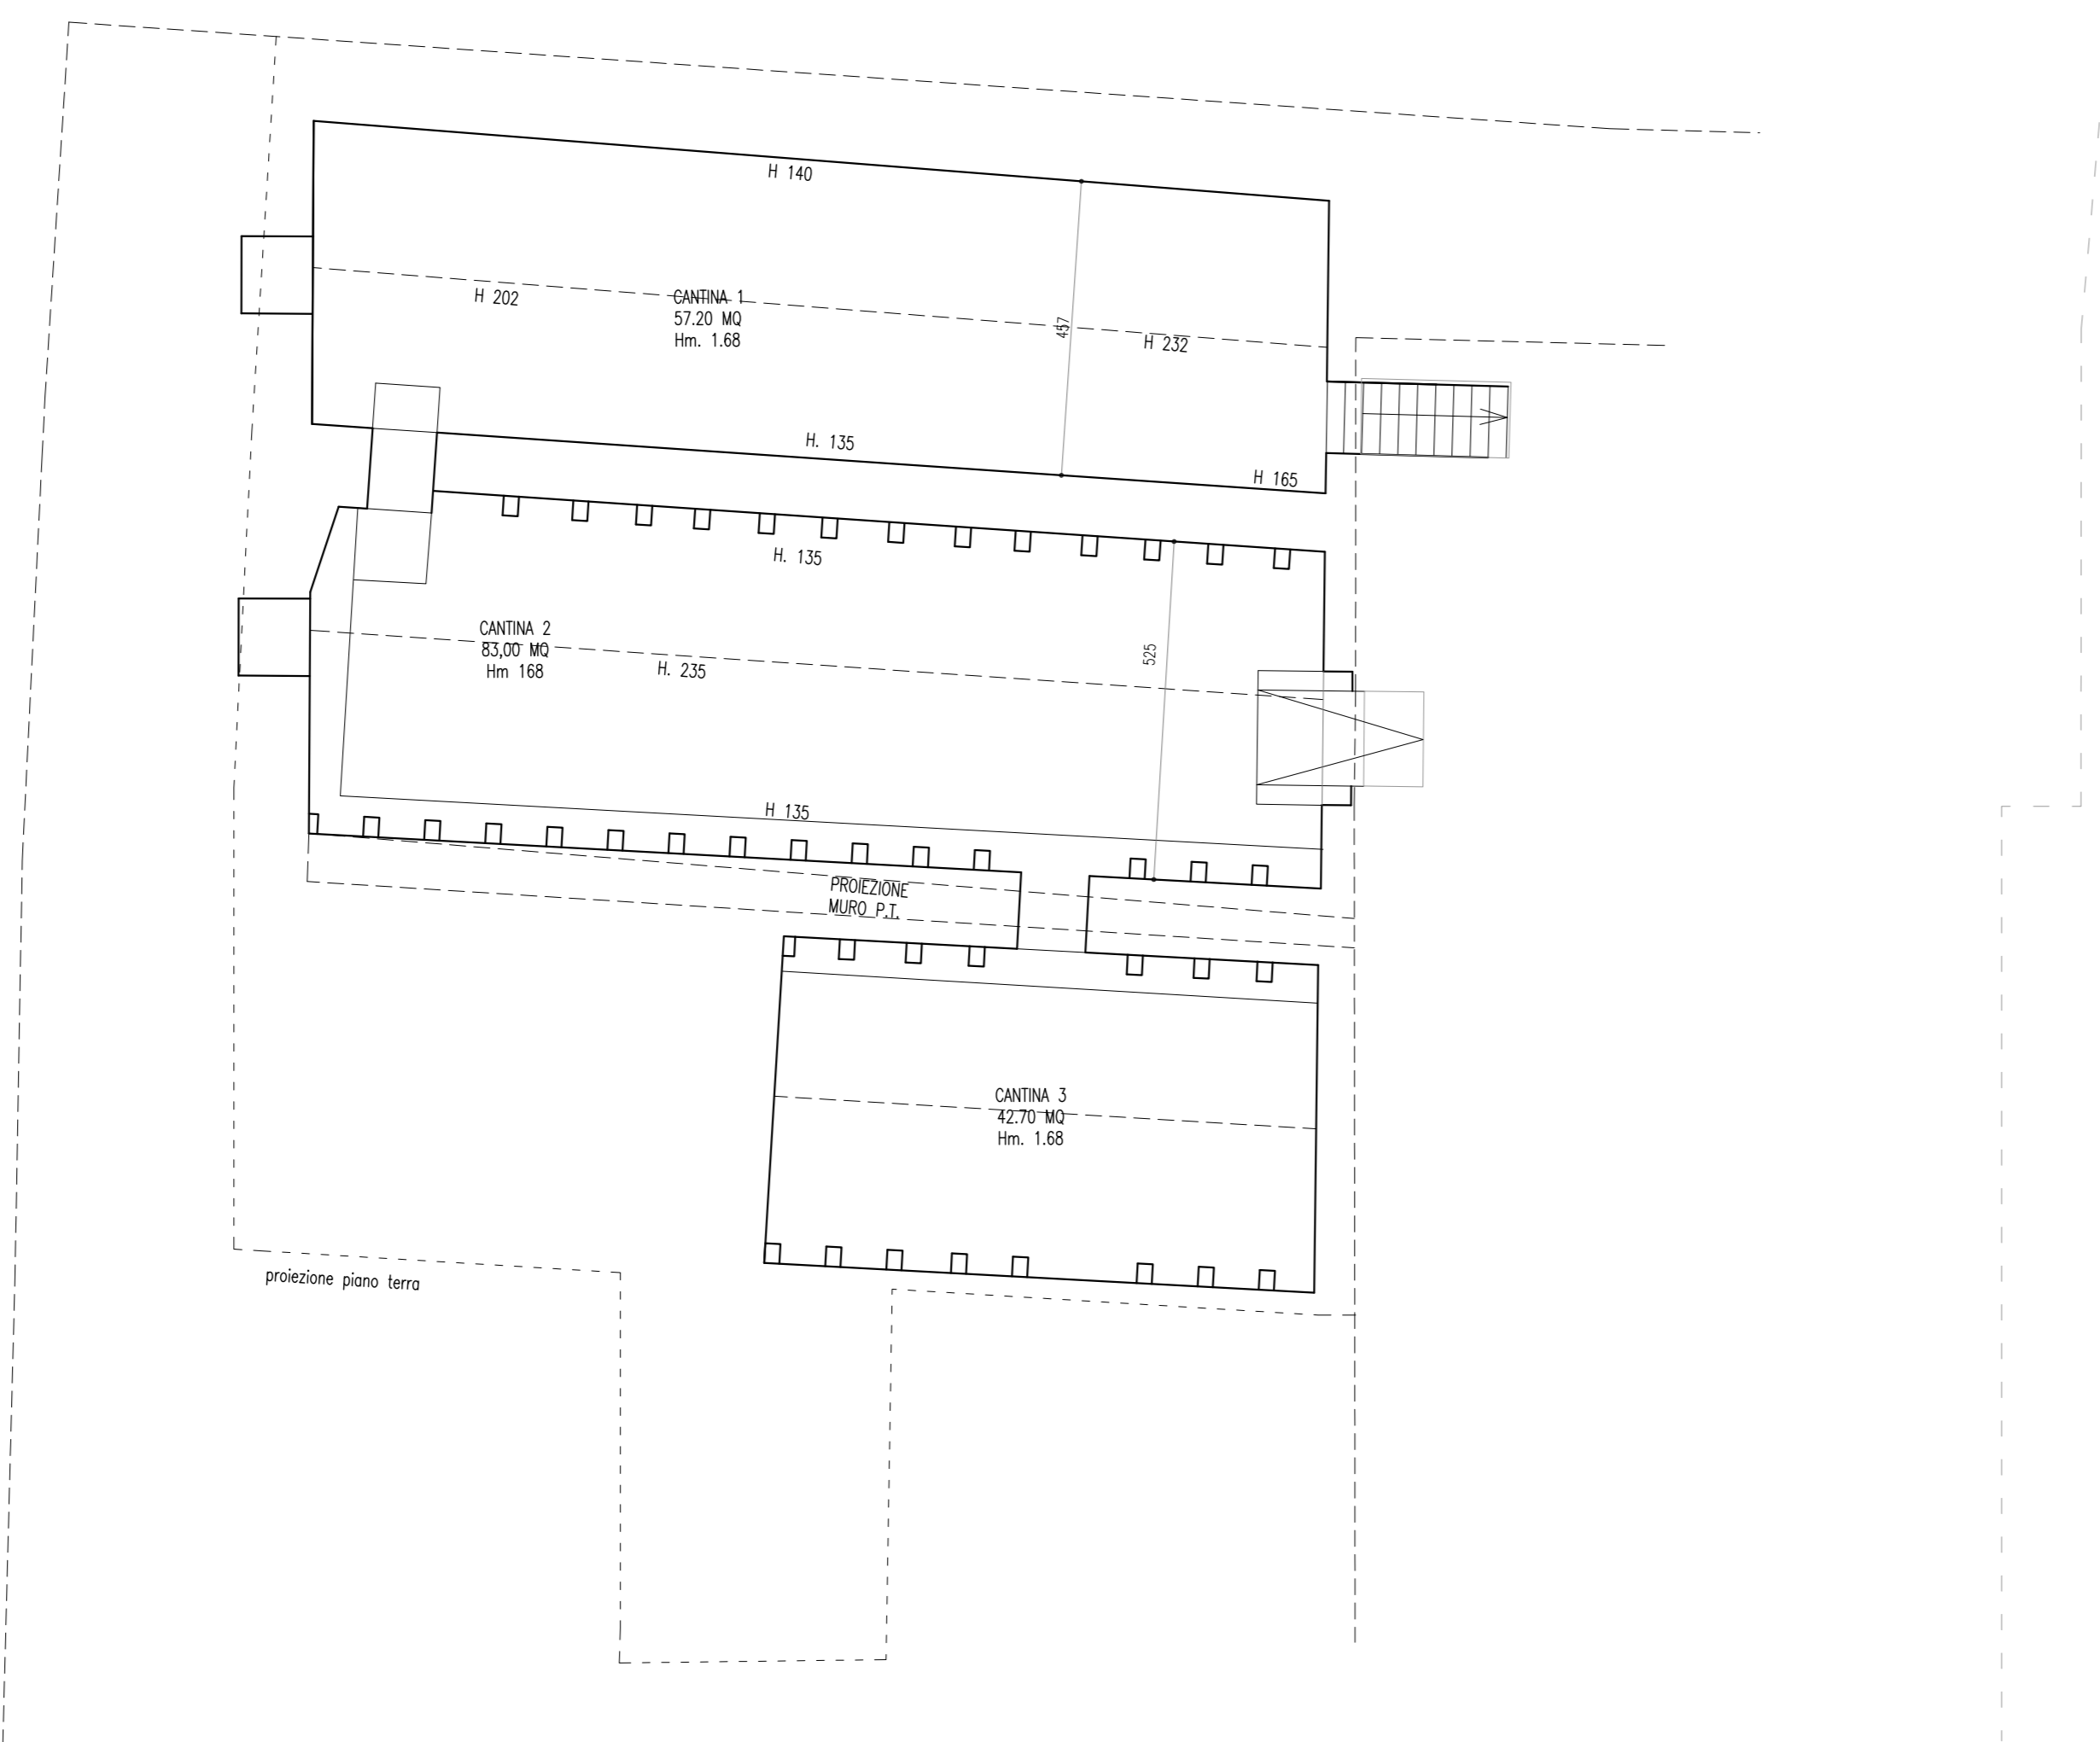 H 140
H 202
CANTINA 1
57.20 MQ
Hm. 1.68
457
H 232
H. 135
H 165
H. 135
CANTINA 2
83,00 MQ
Hm 168
H. 235
525
H 135
PROIEZIONE
MURO P.T.
CANTINA 3
42.70 MQ
Hm. 1.68
proiezione piano terra